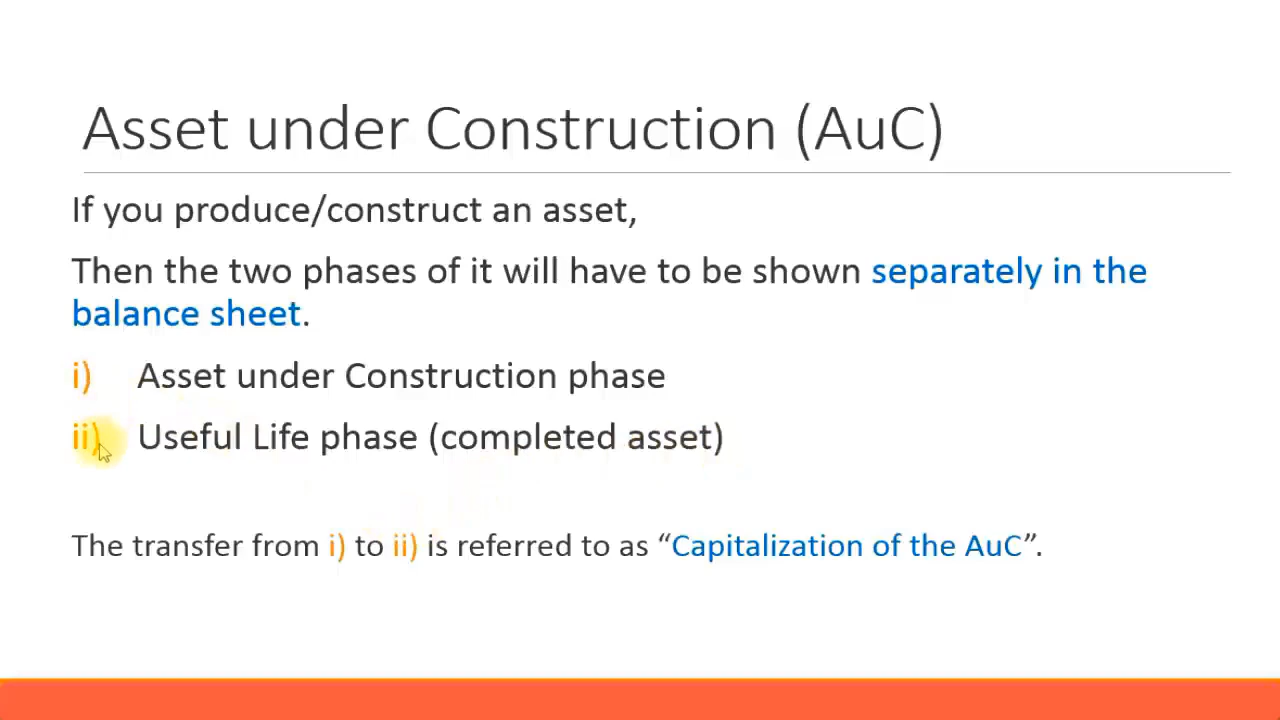 Asset under Construction (AuC)
If you produce/construct an asset,
Then the two phases of it will have to be shown separately in the
balance sheet.
i) Asset under Construction phase
ii) Useful Life phase (completed asset)
The transfer from i) to ii) is referred to as “Capitalization of the AuC”.